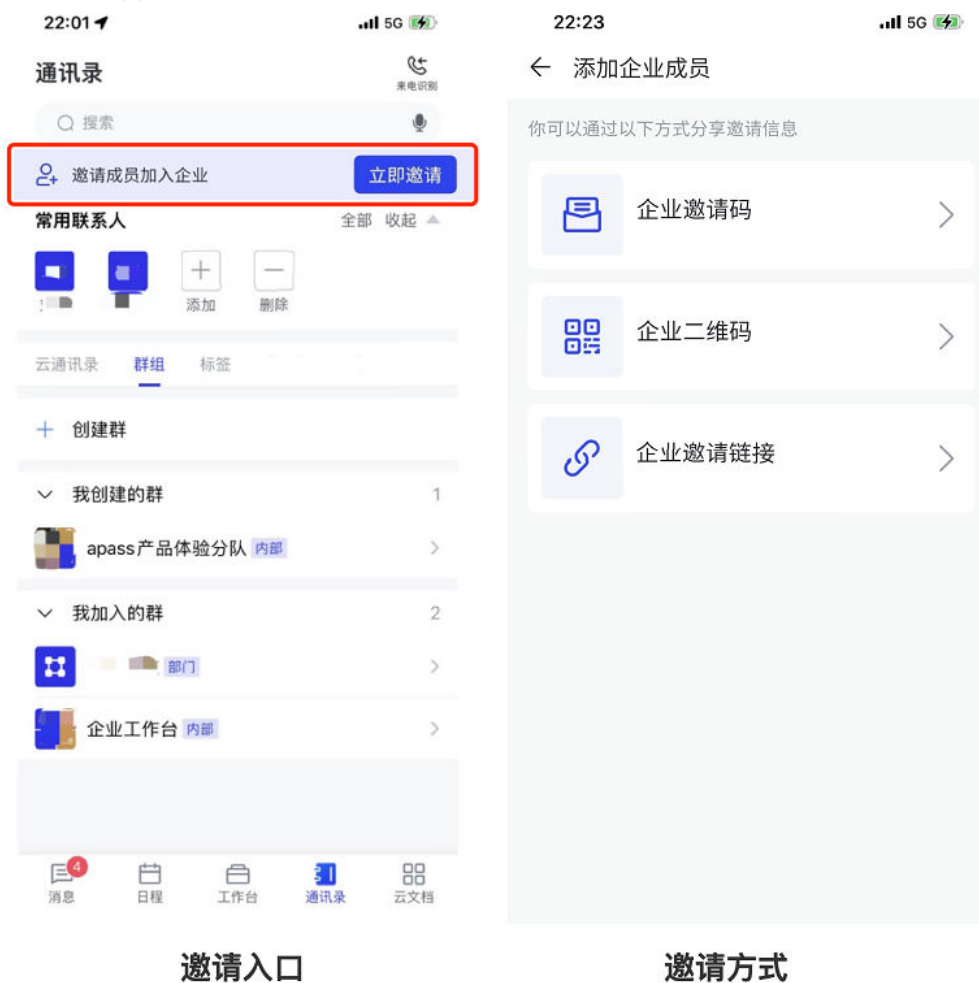 22:01
5G
通讯录
来电识别
搜索
邀请成员加入企业
立即邀请
常用联系人
全部 收起
添加
删除
云通讯录 群组 标签
创建群
我创建的群 1
apass产品体验分队 内部
我加入的群 2
部门
企业工作台 内部
4
消息 日程 工作台 通讯录 云文档
邀请入口
22:23
5G
添加企业成员
你可以通过以下方式分享邀请信息
企业邀请码
企业二维码
企业邀请链接
邀请方式